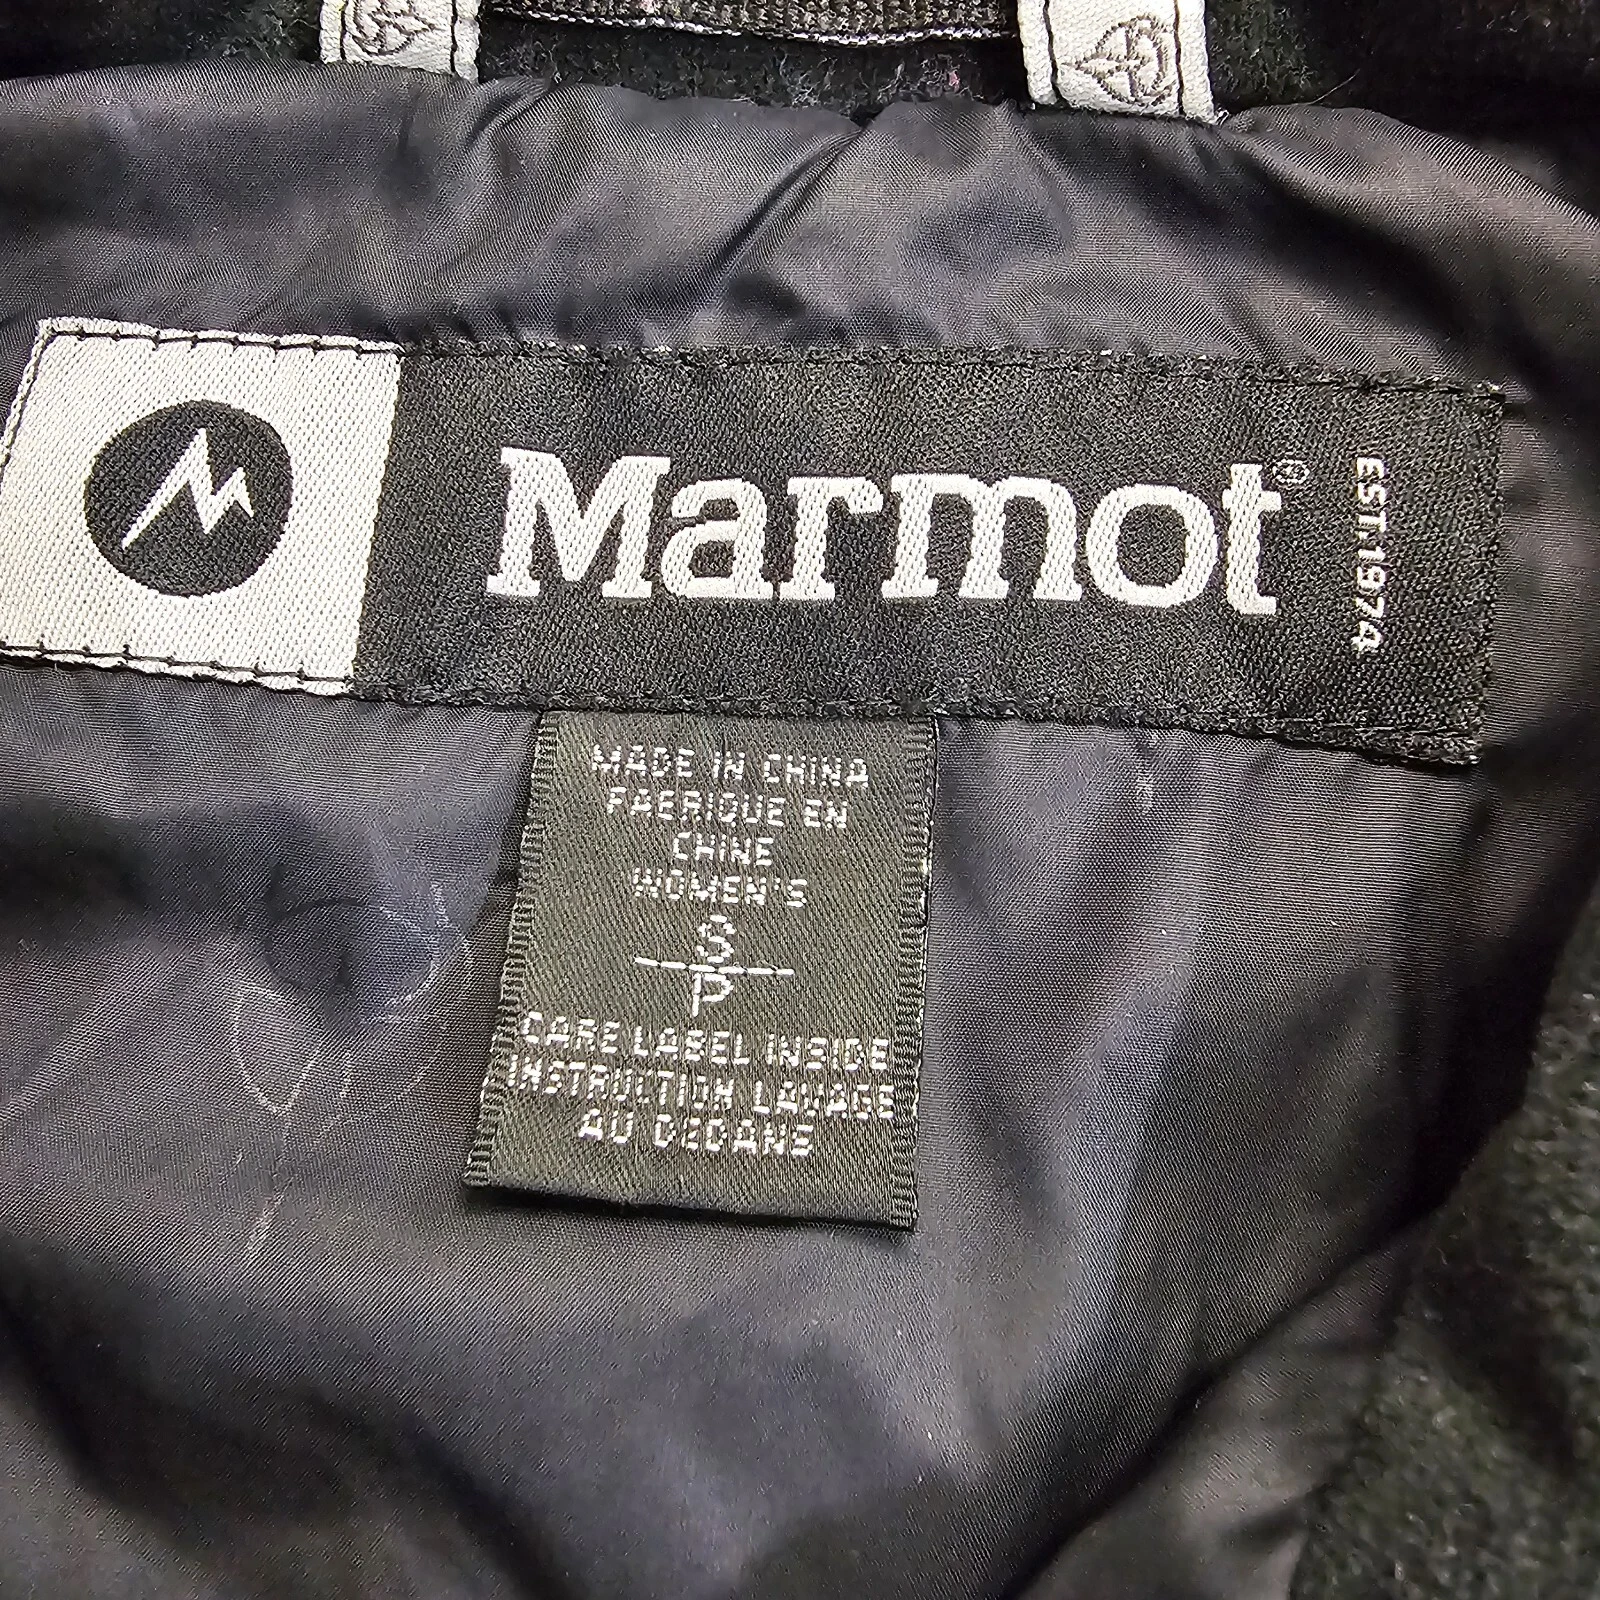 Marmot®
EST.1974
MADE IN CHINA
FABRIQUE EN
CHINE
WOMEN'S
S
P
CARE LABEL INSIDE
INSTRUCTION LAVAGE
AU DEDANS